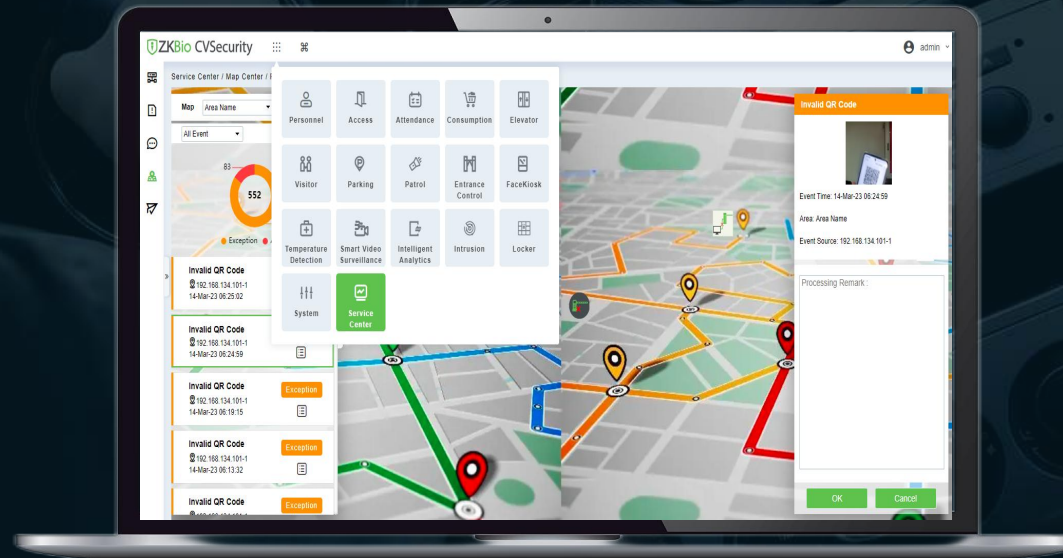 ZKBio CVSecurity
admin
Service Center / Map Center /
Map
Area Name
All Event
83
552
Exception
Invalid QR Code
192.168.134.101-1
14-Mar-23 06:25:02
Invalid QR Code
192.168.134.101-1
14-Mar-23 06:24:59
Invalid QR Code
Exception
192.168.134.101-1
14-Mar-23 06:19:15
Invalid QR Code
Exception
192.168.134.101-1
14-Mar-23 06:13:32
Invalid QR Code
Exception
Personnel
Access
Attendance
Consumption
Elevator
Visitor
Parking
Patrol
Entrance
Control
FaceKiosk
Temperature
Detection
Smart Video
Surveillance
Intelligent
Analytics
Intrusion
Locker
System
Service
Center
Invalid QR Code
Event Time: 14-Mar-23 06:24:59
Area: Area Name
Event Source: 192.168.134.101-1
Processing Remark :
OK
Cancel